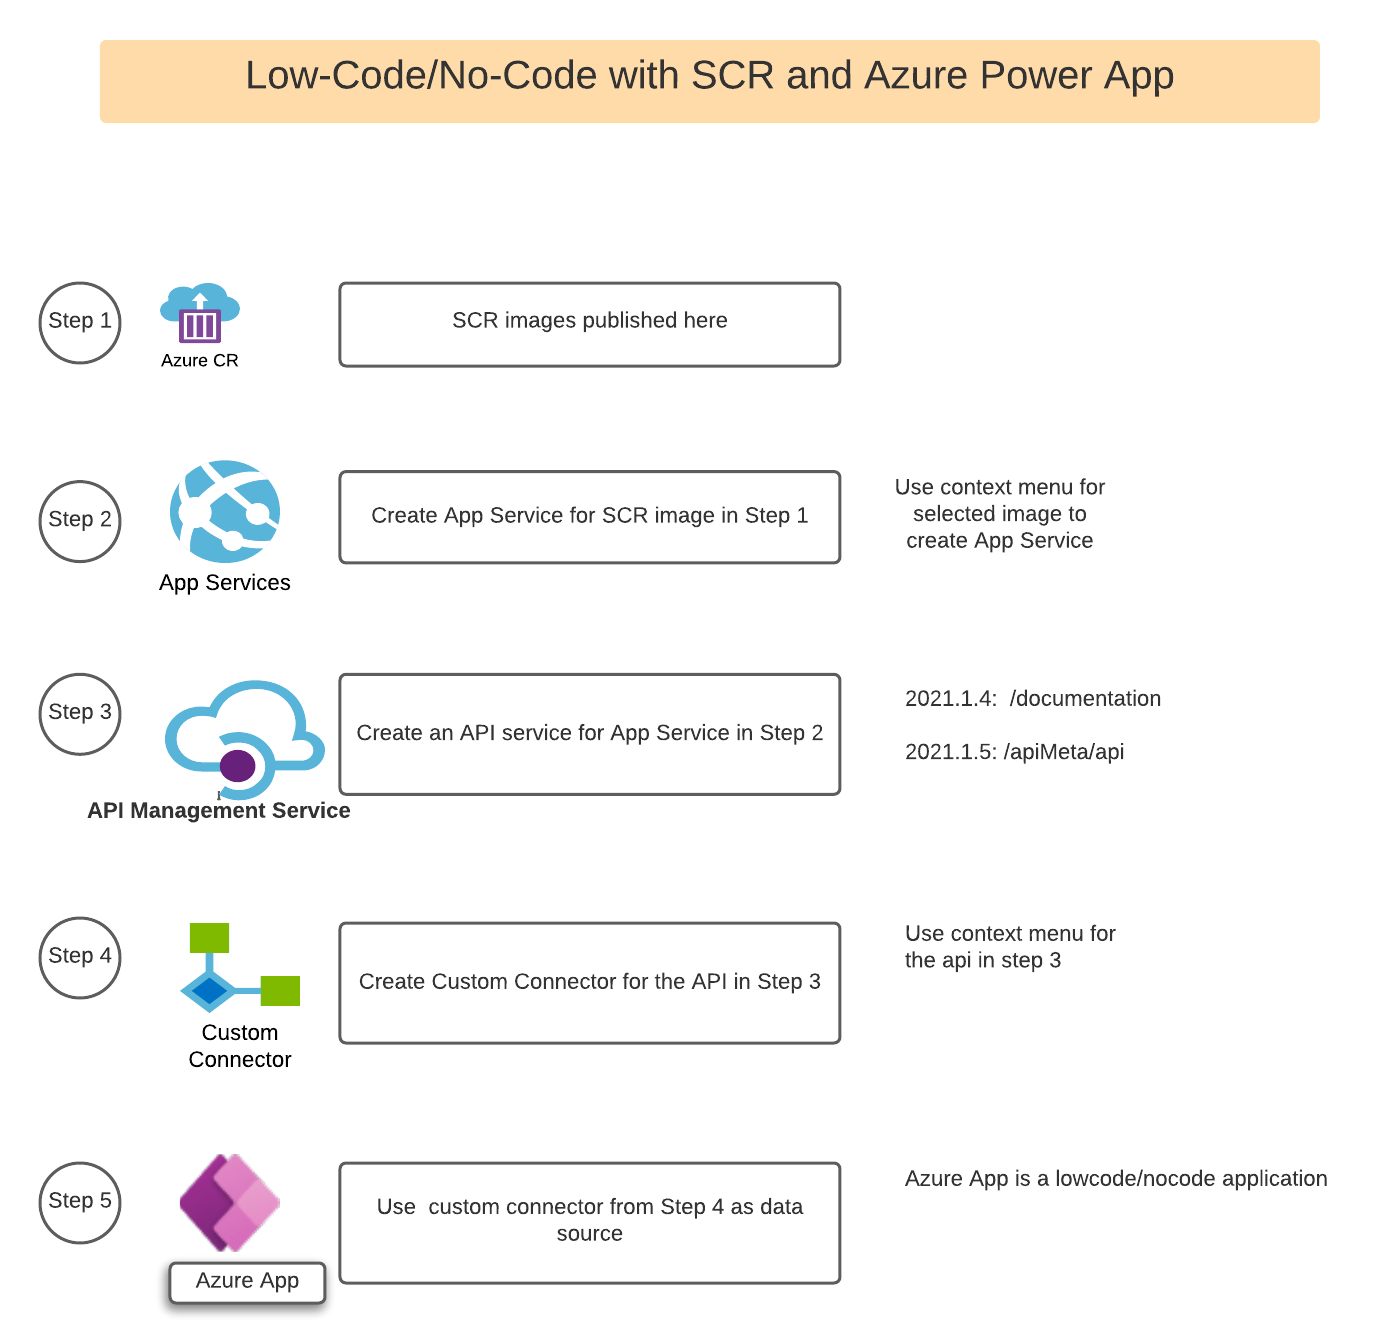 Low-Code/No-Code with SCR and Azure Power App
Step 1
Azure CR
SCR images published here
Step 2
App Services
Create App Service for SCR image in Step 1
Use context menu for
selected image to
create App Service
Step 3
API Management Service
Create an API service for App Service in Step 2
2021.1.4:  /documentation
2021.1.5: /apiMeta/api
Step 4
Custom
Connector
Create Custom Connector for the API in Step 3
Use context menu for
the api in step 3
Step 5
Azure App
Use  custom connector from Step 4 as data
source
Azure App is a lowcode/nocode application